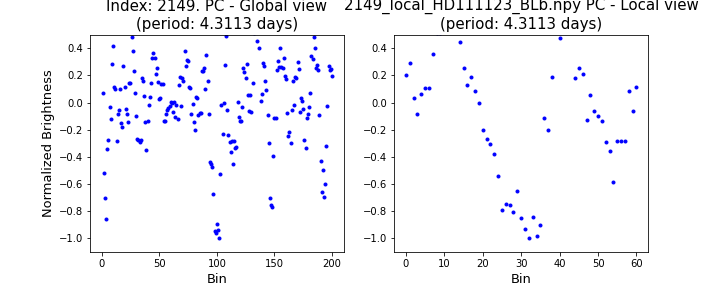 Index: 2149. PC - Global view
(period: 4.3113 days)
2149_local_HD111123_BLb.npy PC - Local view
(period: 4.3113 days)
Normalized Brightness
0.4
0.2
0.0
−0.2
−0.4
−0.6
−0.8
−1.0
0 50 100 150 200
Bin
0.4
0.2
0.0
−0.2
−0.4
−0.6
−0.8
−1.0
0 10 20 30 40 50 60
Bin